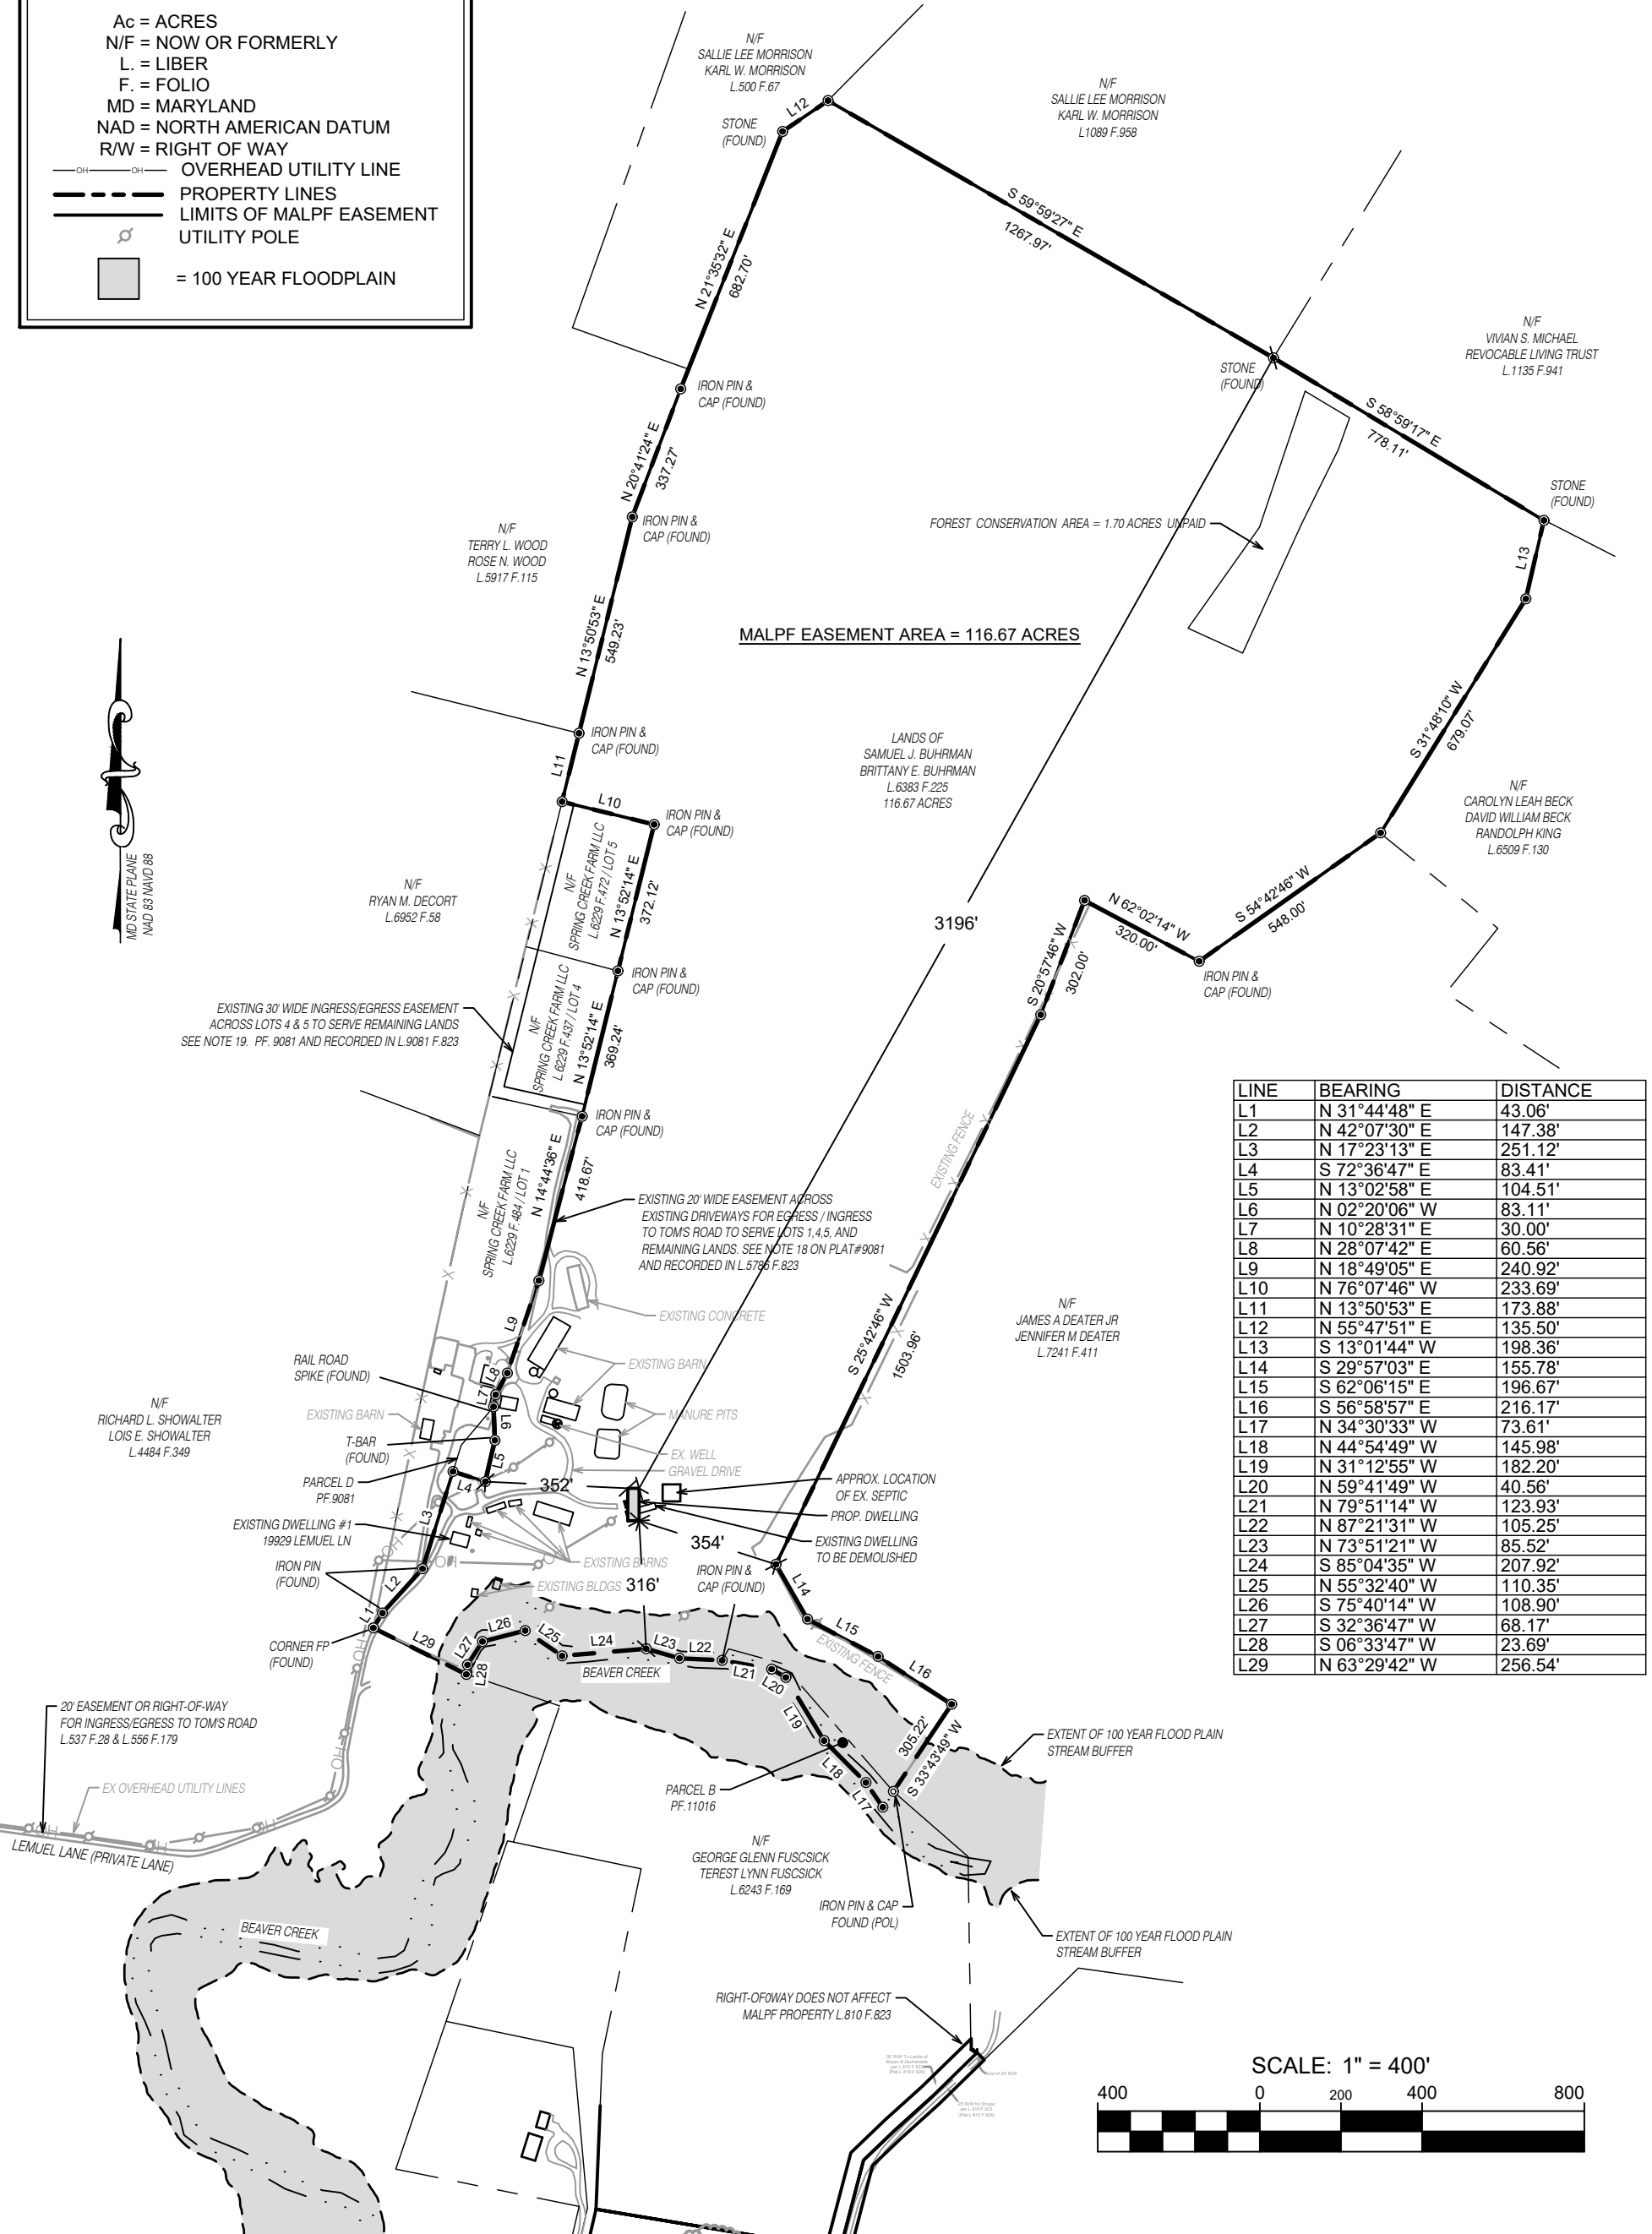 Ac = ACRES
N/F = NOW OR FORMERLY
L. = LIBER
F. = FOLIO
MD = MARYLAND
NAD = NORTH AMERICAN DATUM
R/W = RIGHT OF WAY
OH OH OVERHEAD UTILITY LINE
PROPERTY LINES
LIMITS OF MALPF EASEMENT
UTILITY POLE
= 100 YEAR FLOODPLAIN
N/F
SALLIE LEE MORRISON
KARL W. MORRISON
L.500 F.67
STONE
(FOUND)
L12
N/F
SALLIE LEE MORRISON
KARL W. MORRISON
L1089 F.958
S 59°59'27" E
1267.97'
N 21°35'32" E
682.70'
N/F
VIVIAN S. MICHAEL
REVOCABLE LIVING TRUST
L.1135 F.941
STONE
(FOUND)
S 58°59'17" E
778.11'
STONE
(FOUND)
IRON PIN &
CAP (FOUND)
N 20°41'24" E
337.27'
IRON PIN &
CAP (FOUND)
FOREST CONSERVATION AREA = 1.70 ACRES UNPAID
L13
N/F
TERRY L. WOOD
ROSE N. WOOD
L.5917 F.115
N 13°50'53" E
549.23'
MALPF EASEMENT AREA = 116.67 ACRES
S 31°48'10" W
679.07'
IRON PIN &
CAP (FOUND)
L11
LANDS OF
SAMUEL J. BUHRMAN
BRITTANY E. BUHRMAN
L.6383 F.225
116.67 ACRES
N/F
CAROLYN LEAH BECK
DAVID WILLIAM BECK
RANDOLPH KING
L.6509 F.130
L10
IRON PIN &
CAP (FOUND)
MD STATE PLANE
NAD 83 NAVD 88
N/F
RYAN M. DECORT
L.6952 F.58
N/F
SPRING CREEK FARM LLC
L.6229 F.472 / LOT 5
N 13°52'14" E
372.12'
3196'
N 62°02'14" W
320.00'
S 54°42'46" W
548.00'
IRON PIN &
CAP (FOUND)
S 20°57'46" W
302.00'
IRON PIN &
CAP (FOUND)
EXISTING 30' WIDE INGRESS/EGRESS EASEMENT
ACROSS LOTS 4 & 5 TO SERVE REMAINING LANDS
SEE NOTE 19. PF. 9081 AND RECORDED IN L.9081 F.823
N/F
SPRING CREEK FARM LLC
L.6229 F.437 / LOT 4
N 13°52'14" E
369.24'
IRON PIN &
CAP (FOUND)
EXISTING FENCE
N/F
SPRING CREEK FARM LLC
L.6229 F.484 / LOT 1
N 14°44'36" E
418.67'
EXISTING 20' WIDE EASEMENT ACROSS
EXISTING DRIVEWAYS FOR EGRESS / INGRESS
TO TOM'S ROAD TO SERVE LOTS 1,4,5, AND
REMAINING LANDS. SEE NOTE 18 ON PLAT#9081
AND RECORDED IN L.5786 F.823
LINE BEARING DISTANCE
L1 N 31°44'48" E 43.06'
L2 N 42°07'30" E 147.38'
L3 N 17°23'13" E 251.12'
L4 S 72°36'47" E 83.41'
L5 N 13°02'58" E 104.51'
L6 N 02°20'06" W 83.11'
L7 N 10°28'31" E 30.00'
L8 N 28°07'42" E 60.56'
L9 N 18°49'05" E 240.92'
L10 N 76°07'46" W 233.69'
L11 N 13°50'53" E 173.88'
L12 N 55°47'51" E 135.50'
L13 S 13°01'44" W 198.36'
L14 S 29°57'03" E 155.78'
L15 S 62°06'15" E 196.67'
L16 S 56°58'57" E 216.17'
L17 N 34°30'33" W 73.61'
L18 N 44°54'49" W 145.98'
L19 N 31°12'55" W 182.20'
L20 N 59°41'49" W 40.56'
L21 N 79°51'14" W 123.93'
L22 N 87°21'31" W 105.25'
L23 N 73°51'21" W 85.52'
L24 S 85°04'35" W 207.92'
L25 N 55°32'40" W 110.35'
L26 S 75°40'14" W 108.90'
L27 S 32°36'47" W 68.17'
L28 S 06°33'47" W 23.69'
L29 N 63°29'42" W 256.54'
EXISTING CONCRETE
N/F
JAMES A DEATER JR
JENNIFER M DEATER
L.7241 F.411
S 25°42'46" W
1503.96'
L9
RAIL ROAD
SPIKE (FOUND)
L8
L7
EXISTING BARN
EXISTING BARN
N/F
RICHARD L. SHOWALTER
LOIS E. SHOWALTER
L.4484 F.349
L6
MANURE PITS
T-BAR
(FOUND)
L5
EX. WELL
GRAVEL DRIVE
PARCEL D
PF.9081
L4
352'
APPROX. LOCATION
OF EX. SEPTIC
PROP. DWELLING
EXISTING DWELLING
TO BE DEMOLISHED
354'
EXISTING DWELLING #1
19929 LEMUEL LN
L3
OH
OH
EXISTING BARNS
IRON PIN
(FOUND)
L2
EXISTING BLDGS
316'
IRON PIN &
CAP (FOUND)
L14
L1
CORNER FP
(FOUND)
L29
L27
L28
L26
L25
L24
L23
L22
L21
L20
BEAVER CREEK
L15
EXISTING FENCE
L16
L19
L18
L17
305.22'
S 33°43'49" W
20' EASEMENT OR RIGHT-OF-WAY
FOR INGRESS/EGRESS TO TOM'S ROAD
L.537 F.28 & L.556 F.179
OH
OH
EX OVERHEAD UTILITY LINES
OH
OH
OH
LEMUEL LANE (PRIVATE LANE)
PARCEL B
PF.11016
EXTENT OF 100 YEAR FLOOD PLAIN
STREAM BUFFER
N/F
GEORGE GLENN FUSCSICK
TEREST LYNN FUSCSICK
L.6243 F.169
IRON PIN & CAP
FOUND (POL)
BEAVER CREEK
EXTENT OF 100 YEAR FLOOD PLAIN
STREAM BUFFER
RIGHT-OF0WAY DOES NOT AFFECT
MALPF PROPERTY L.810 F.823
SCALE: 1" = 400'
400 0 200 400 800